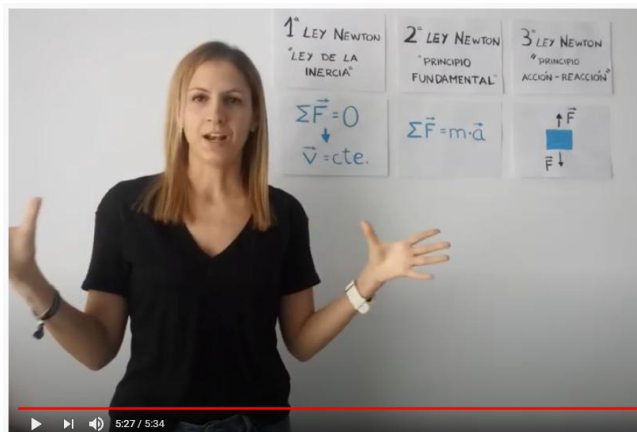 1ª LEY NEWTON
"LEY DE LA
INERCIA"
ΣF⃗ = 0
v⃗ = cte.
2ª LEY NEWTON
"PRINCIPIO
FUNDAMENTAL"
ΣF⃗ = m·a⃗
3ª LEY NEWTON
"PRINCIPIO
ACCIÓN-REACCIÓN"
F⃗
F⃗
5:27 / 5:34